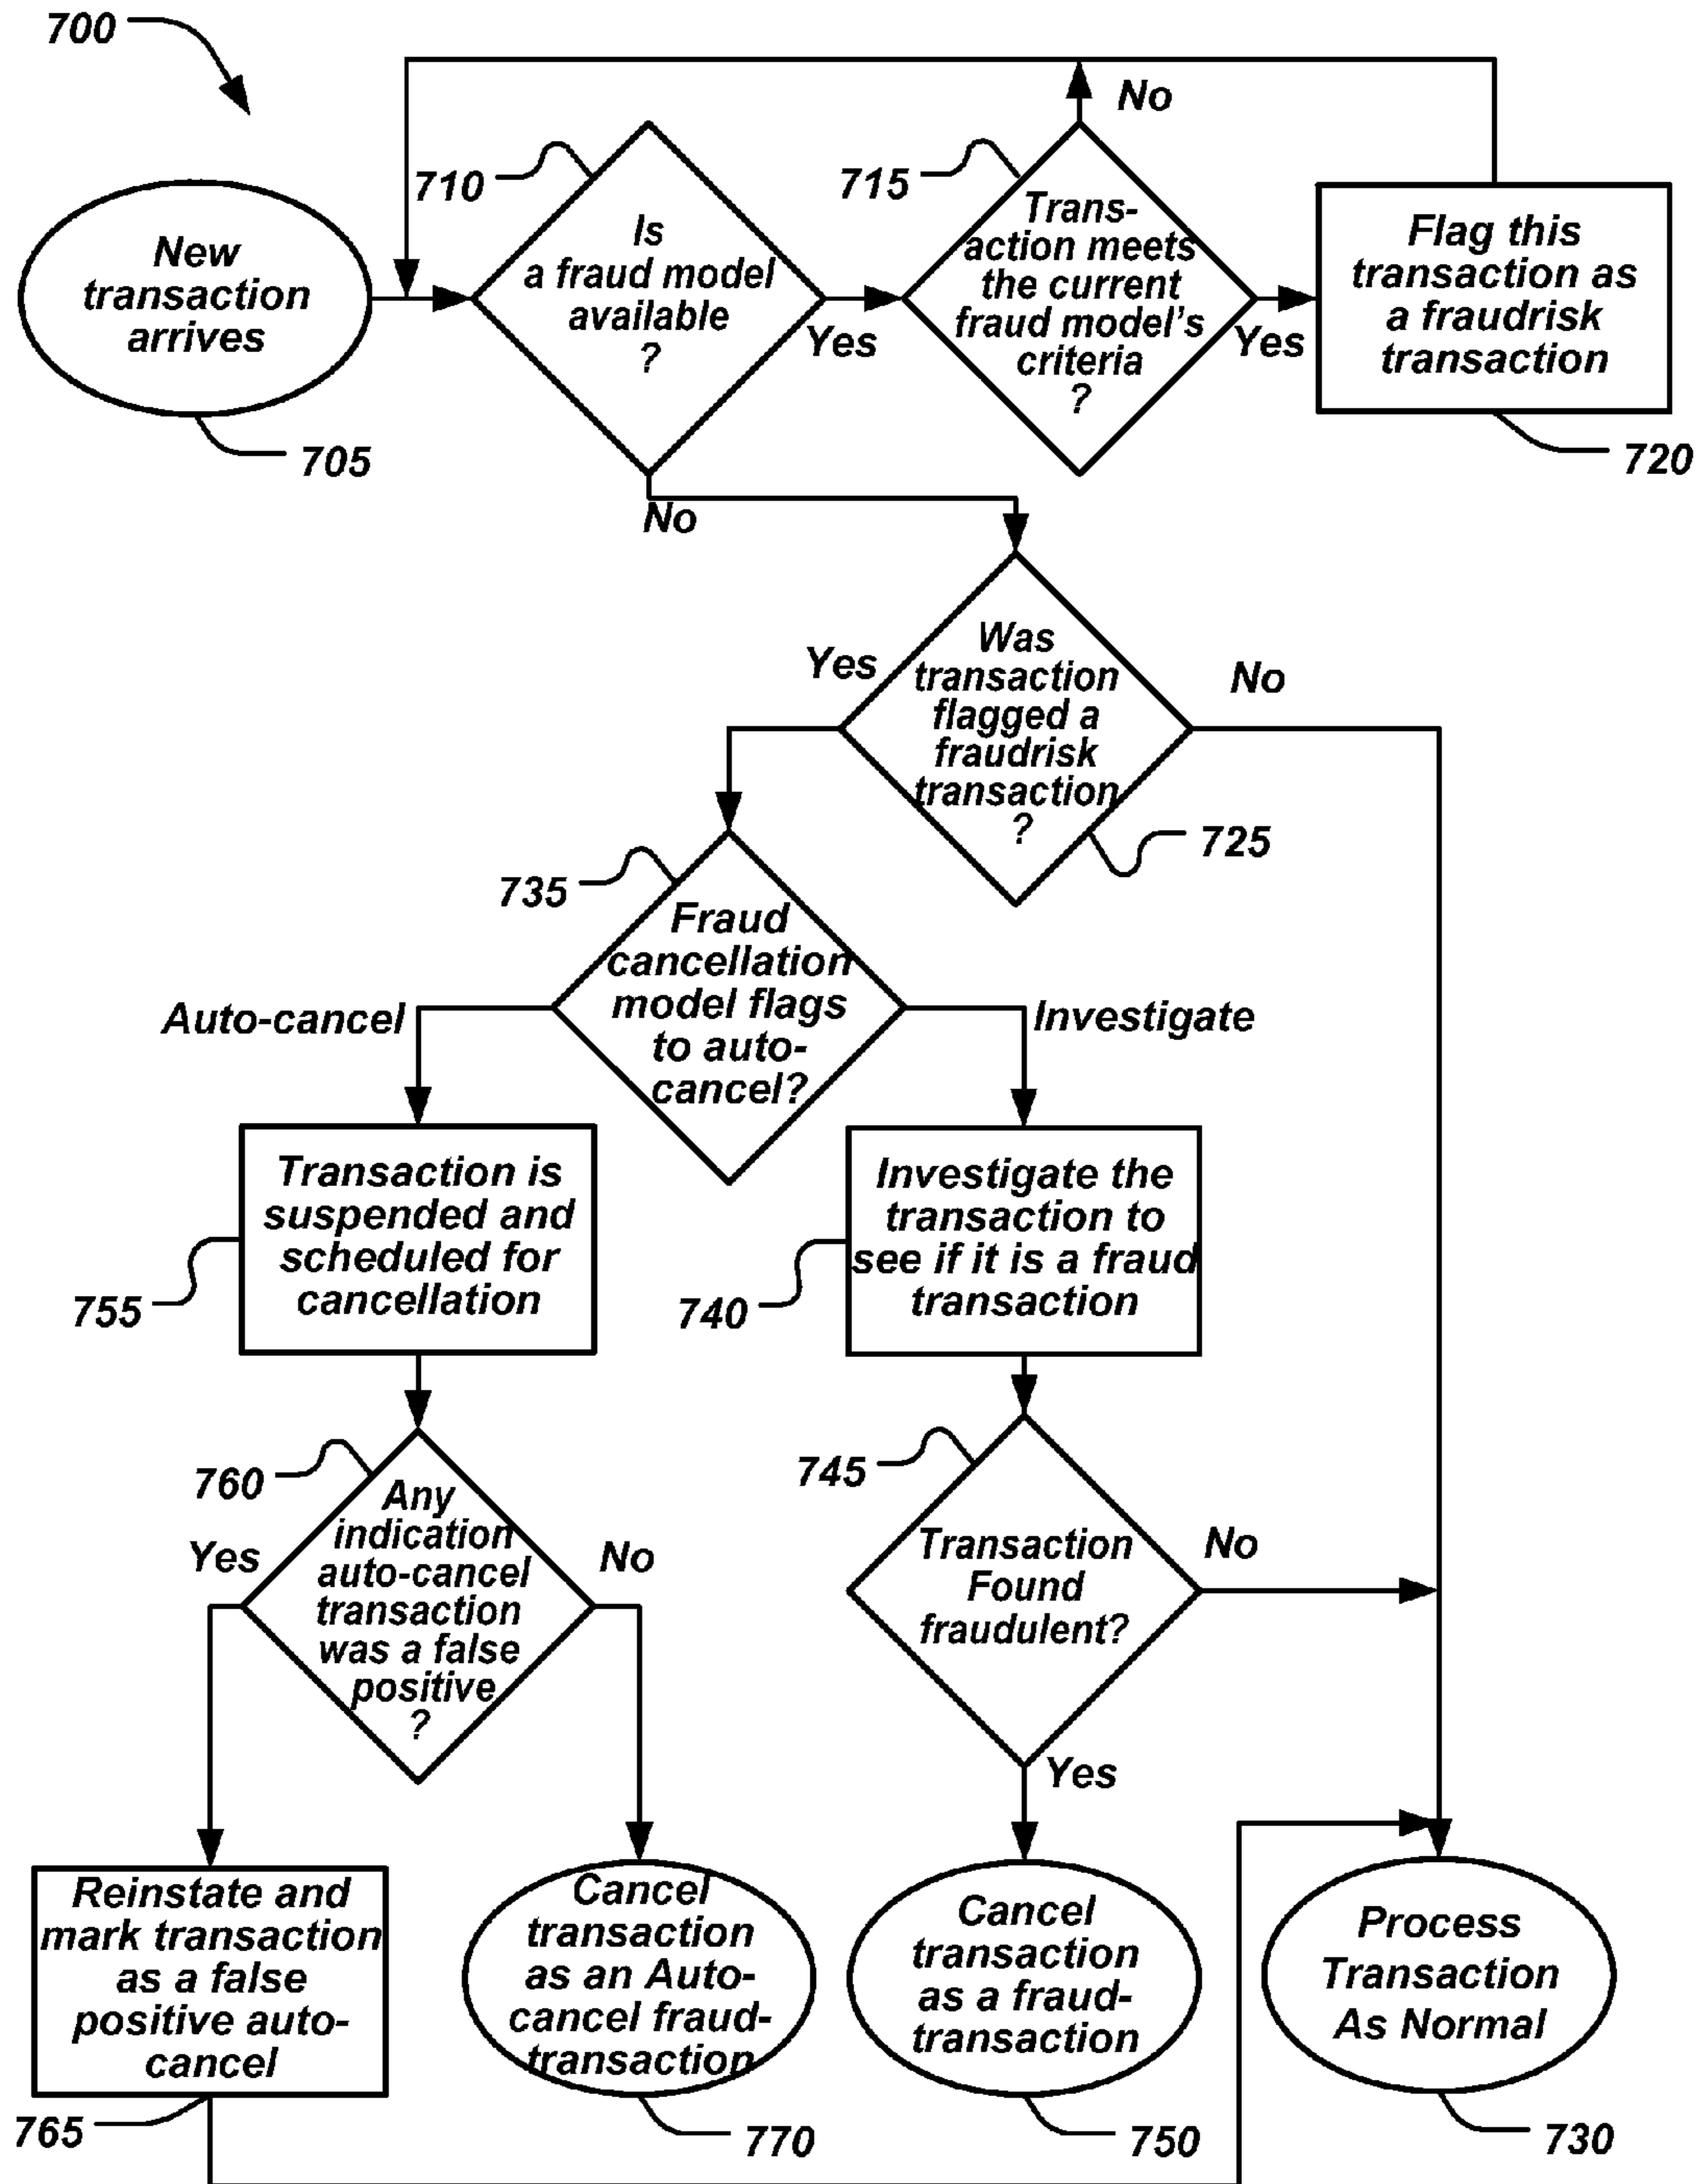 700
No
710
715
New
transaction
arrives
Is
a fraud model
available
?
Yes
Trans-
action meets
the current
fraud model's
criteria
?
Yes
Flag this
transaction as
a fraudrisk
transaction
705
720
No
Was
transaction
flagged a
fraudrisk
transaction
?
Yes
No
725
735
Fraud
cancellation
model flags
to auto-
cancel?
Auto-cancel
Investigate
Transaction is
suspended and
scheduled for
cancellation
Investigate the
transaction to
see if it is a fraud
transaction
755
740
760
745
Any
indication
auto-cancel
transaction
was a false
positive
?
Yes
No
Transaction
Found
fraudulent?
No
Yes
Reinstate and
mark transaction
as a false
positive auto-
cancel
Cancel
transaction
as an Auto-
cancel fraud-
transaction
Cancel
transaction
as a fraud-
transaction
Process
Transaction
As Normal
765
770
750
730